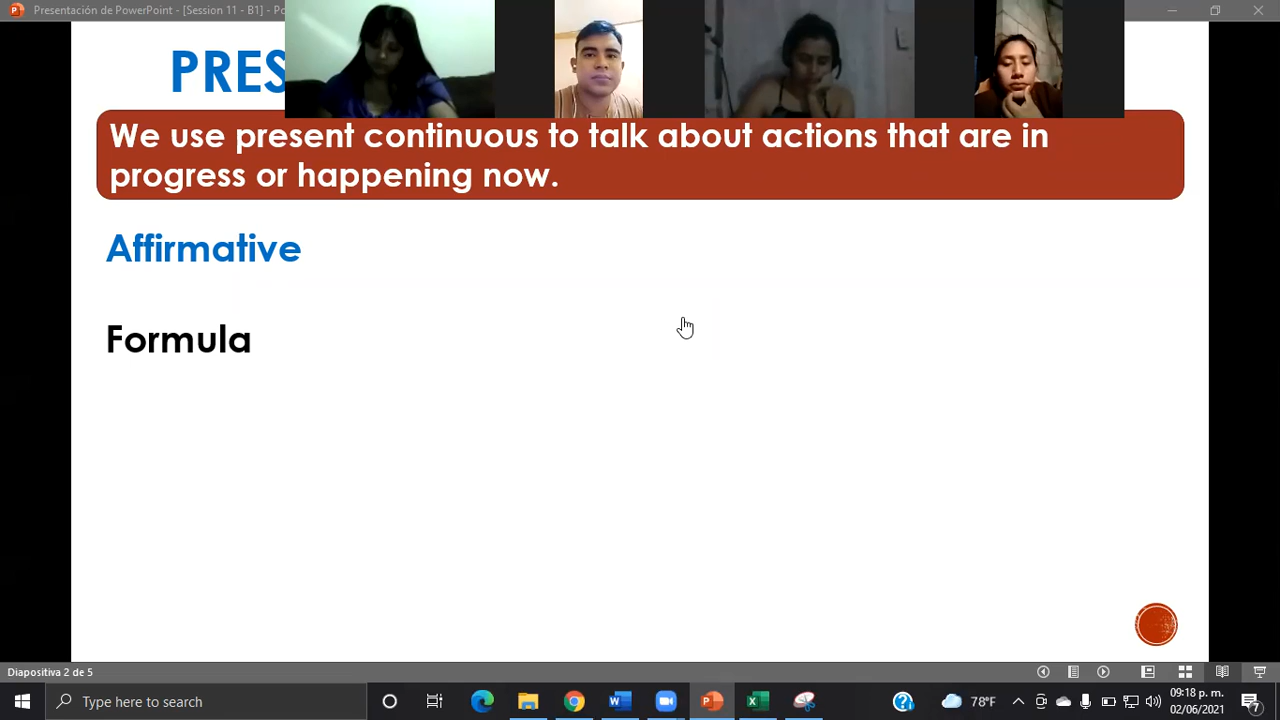 Presentación de PowerPoint - [Session 11 - B1] - Po
PRES
We use present continuous to talk about actions that are in
progress or happening now.
Affirmative
Formula
Diapositiva 2 de 5
Type here to search
78°F
09:18 p. m.
02/06/2021
7